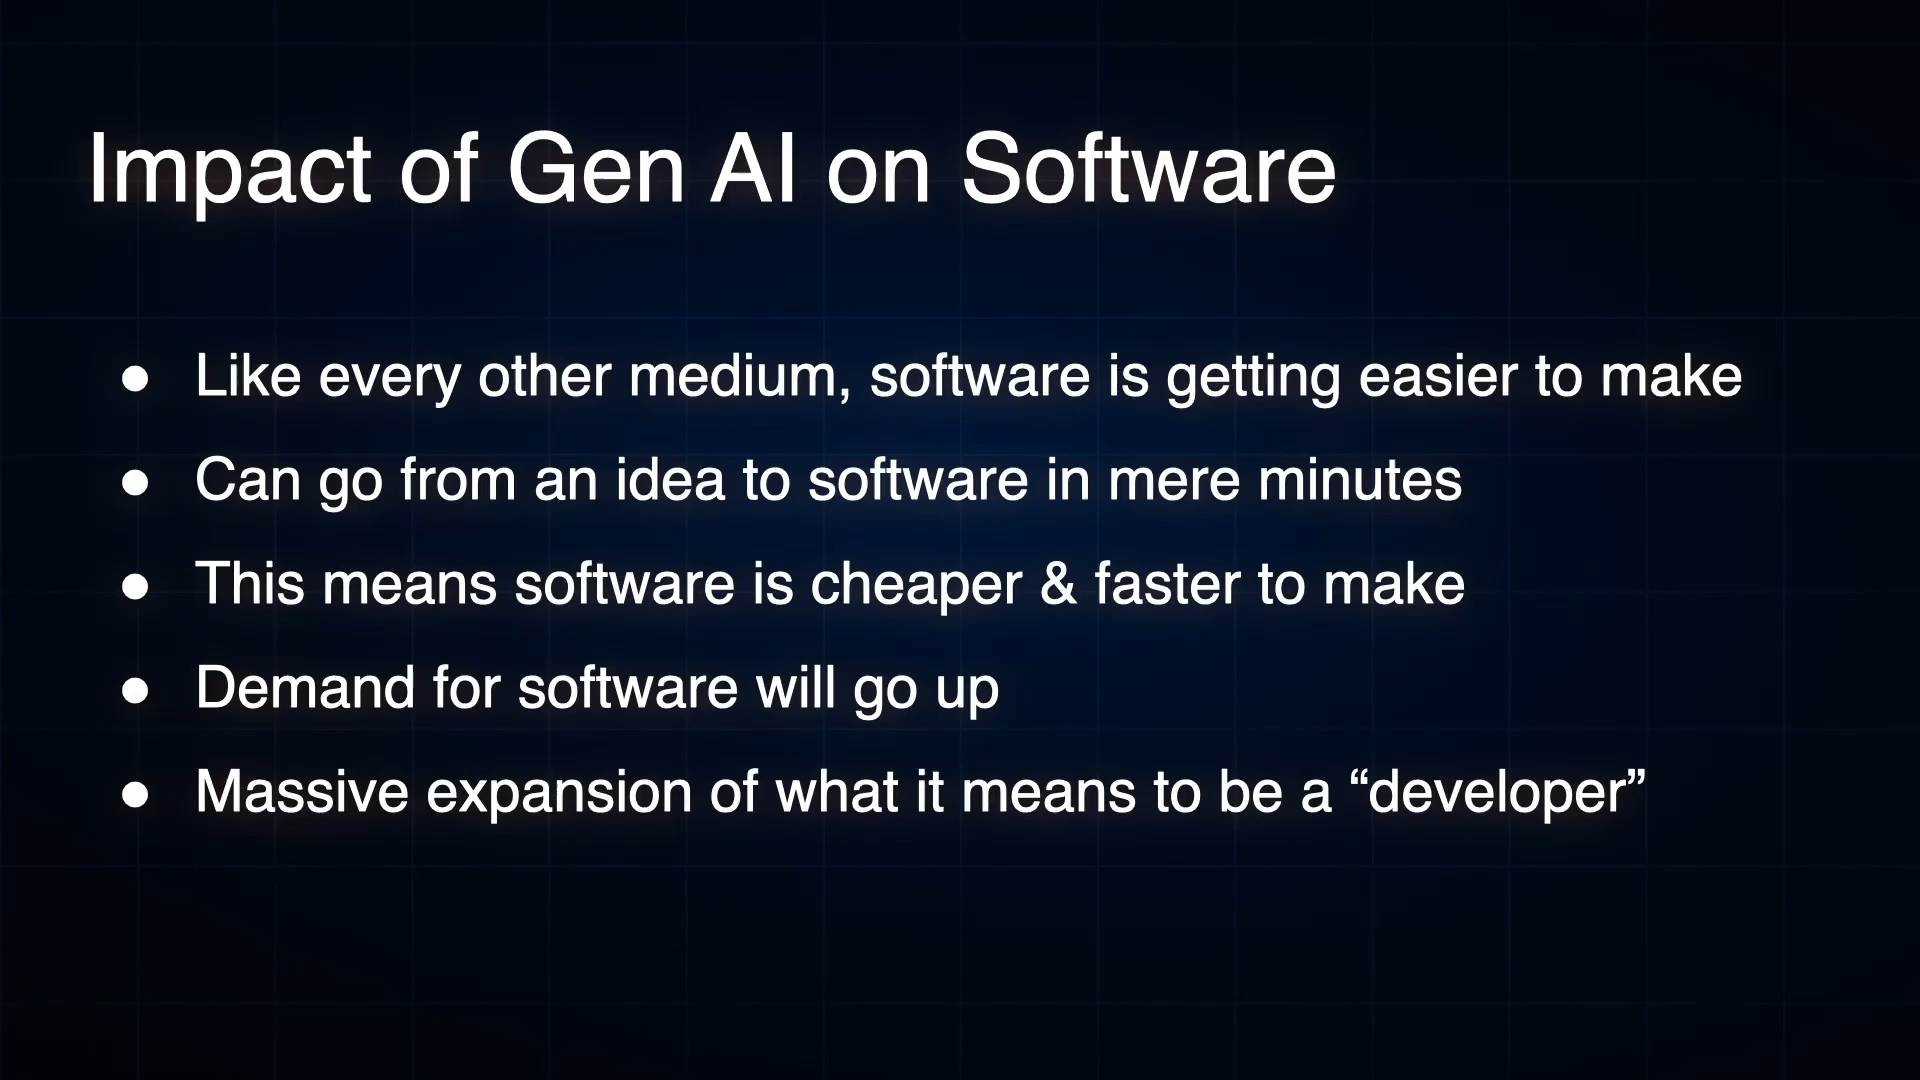 Impact of Gen AI on Software
● Like every other medium, software is getting easier to make
● Can go from an idea to software in mere minutes
● This means software is cheaper & faster to make
● Demand for software will go up
● Massive expansion of what it means to be a “developer”